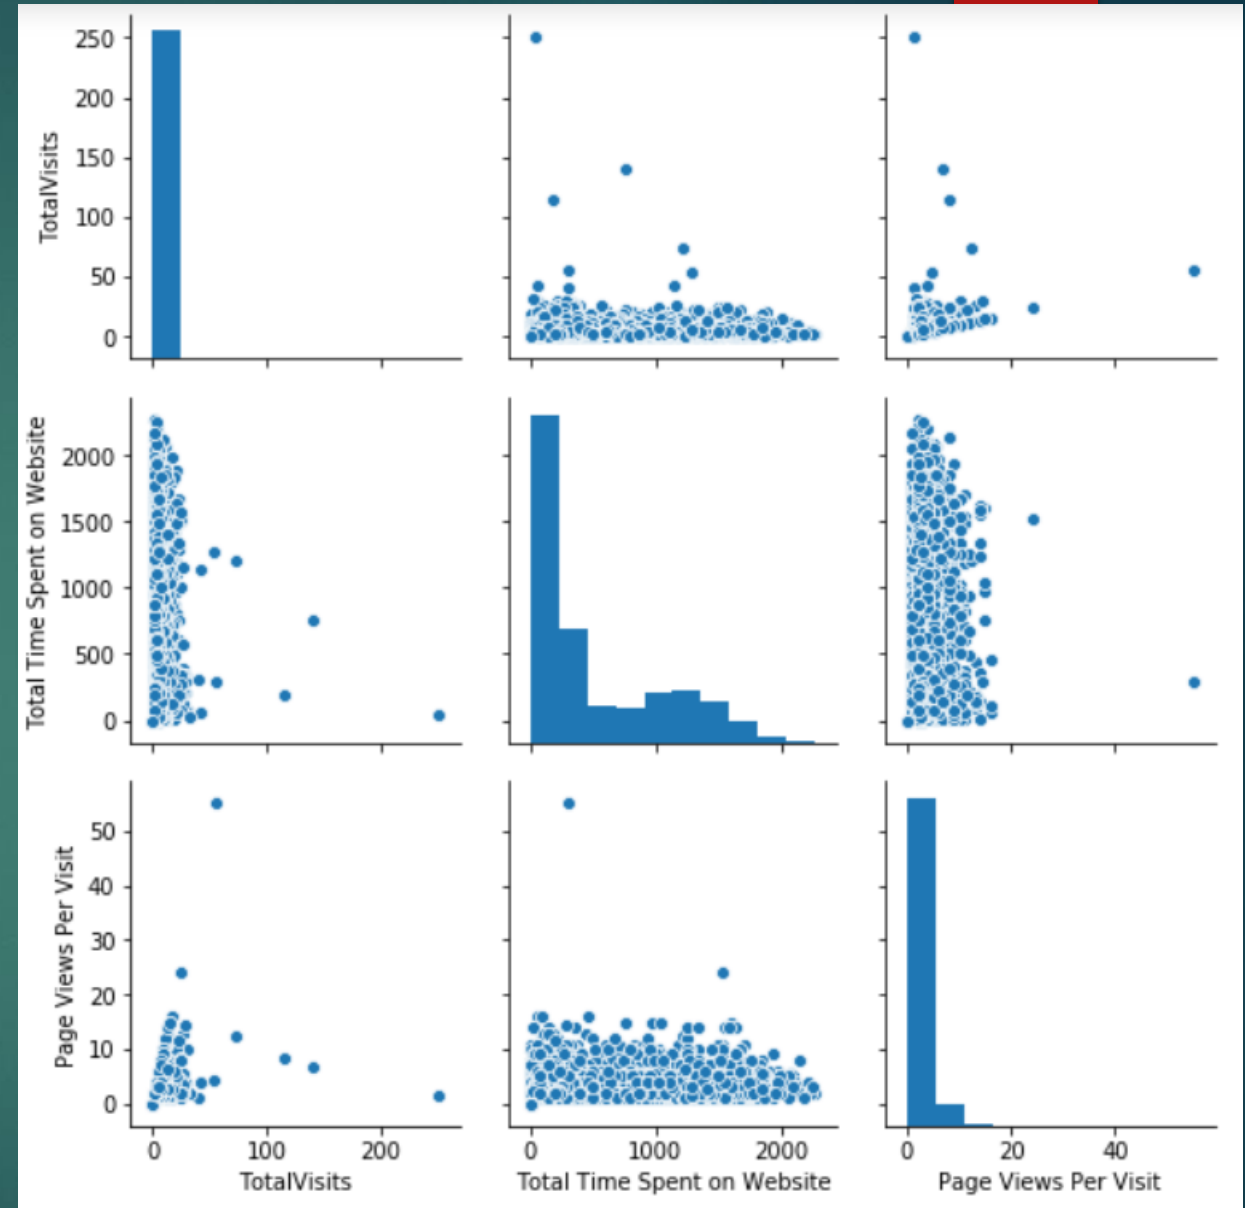 TotalVisits
250
200
150
100
50
0
Total Time Spent on Website
2000
1500
1000
500
0
Page Views Per Visit
50
40
30
20
10
0
0 100 200
0 1000 2000
0 20 40
TotalVisits
Total Time Spent on Website
Page Views Per Visit